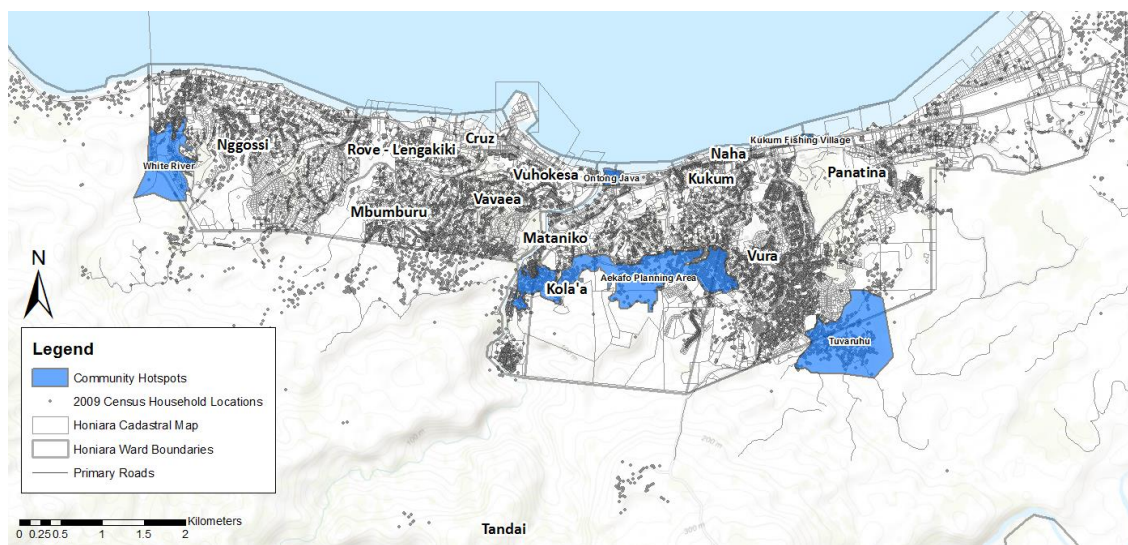 Cruz
Kukum Fishing Village
Nggossi
Rove - Lengakiki
Naha
White River
Vuhokesa
Ontong Java
Kukum
Panatina
Vavaea
Mbumburu
Mataniko
Vura
Aekafo Planning Area
Kola'a
N
Tuvaruhu
Legend
Community Hotspots
2009 Census Household Locations
Honiara Cadastral Map
Honiara Ward Boundaries
Primary Roads
200 m
Kilometers
0 0.25 0.5 1 1.5 2
Tandai
300 m